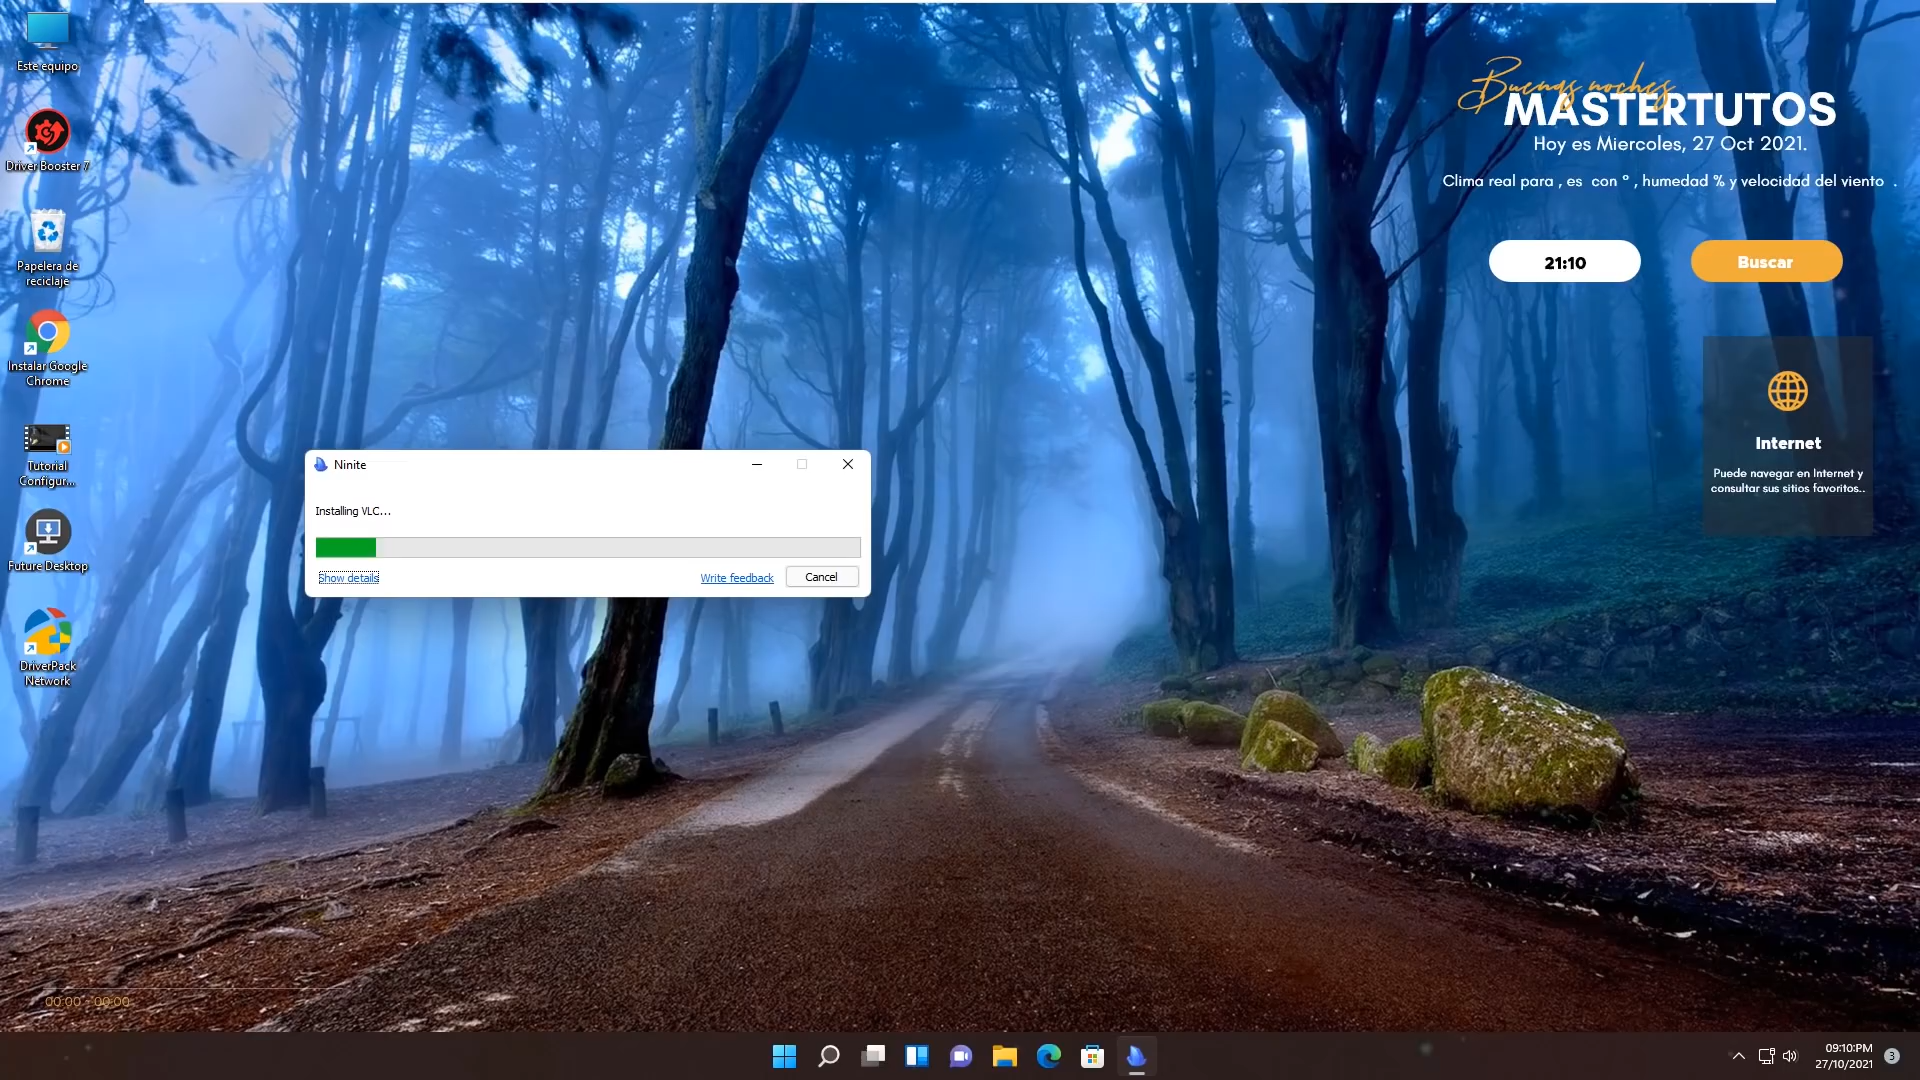 Este equipo
Driver Booster 7
Papelera de
reciclaje
Instalar Google
Chrome
Tutorial
Configur...
Future Desktop
DriverPack
Network
Buenas noches
MASTERTUTOS
Hoy es Miercoles, 27 Oct 2021.
Clima real para , es con ° , humedad % y velocidad del viento .
21:10
Buscar
Internet
Puede navegar en Internet y
consultar sus sitios favoritos..
Ninite
Installing VLC...
Show details
Write feedback
Cancel
00:00 - 00:00
09:10:PM
27/10/2021
3